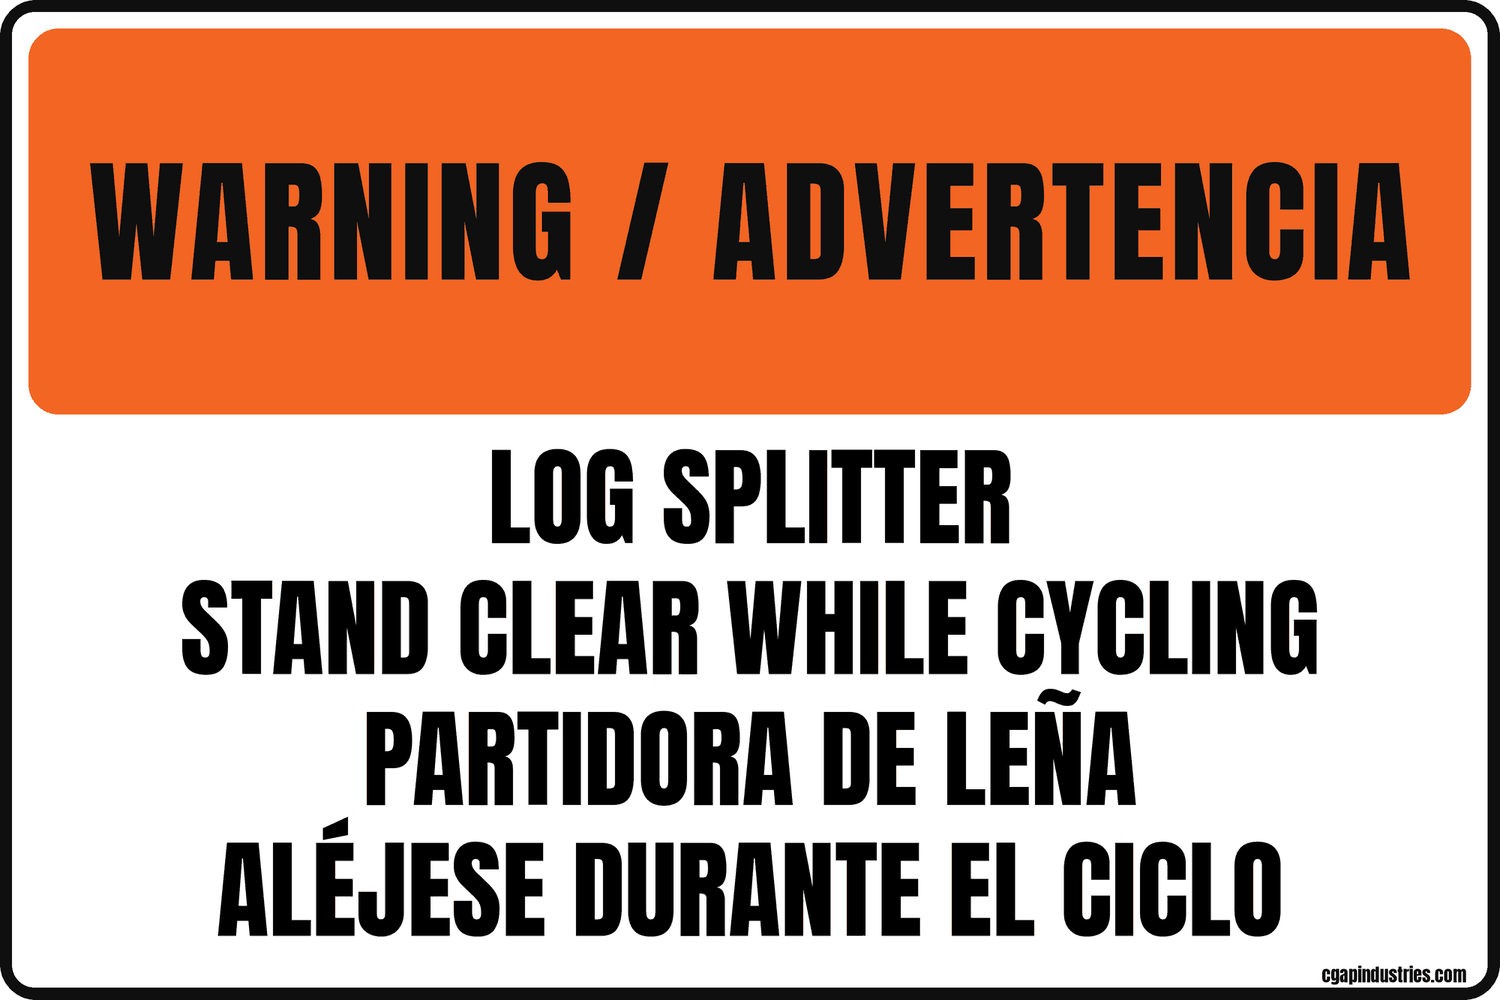 WARNING / ADVERTENCIA
LOG SPLITTER
STAND CLEAR WHILE CYCLING
PARTIDORA DE LEÑA
ALÉJESE DURANTE EL CICLO
cgapindustries.com